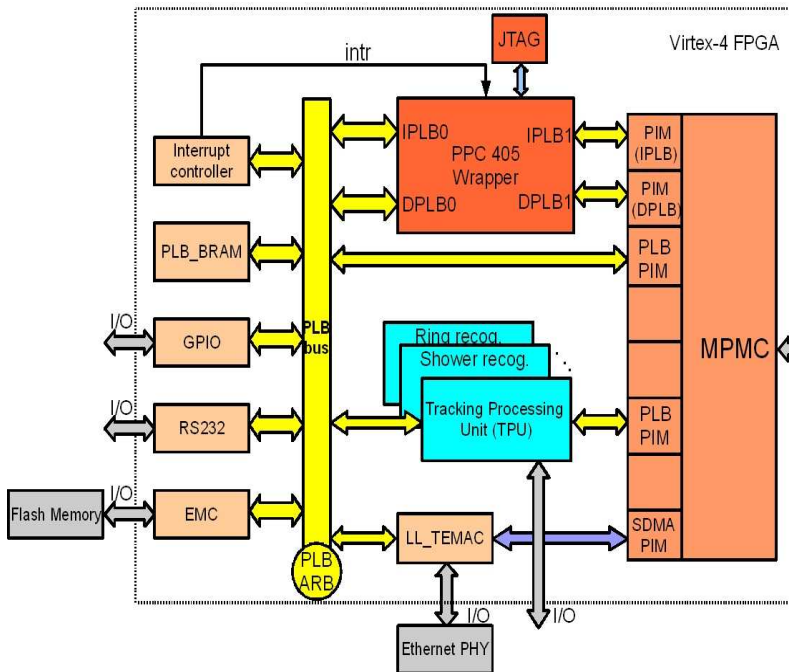 JTAG
Virtex-4 FPGA
intr
Interrupt
controller
IPLB0
IPLB1
PPC 405
Wrapper
DPLB0
DPLB1
PIM
(IPLB)
PIM
(DPLB)
PLB_BRAM
PLB
PIM
I/O
GPIO
PLB
bus
Ring recog.
Shower recog.
...
Tracking Processing
Unit (TPU)
MPMC
I/O
RS232
PLB
PIM
I/O
Flash Memory
EMC
LL_TEMAC
SDMA
PIM
PLB
ARB
I/O
I/O
Ethernet PHY